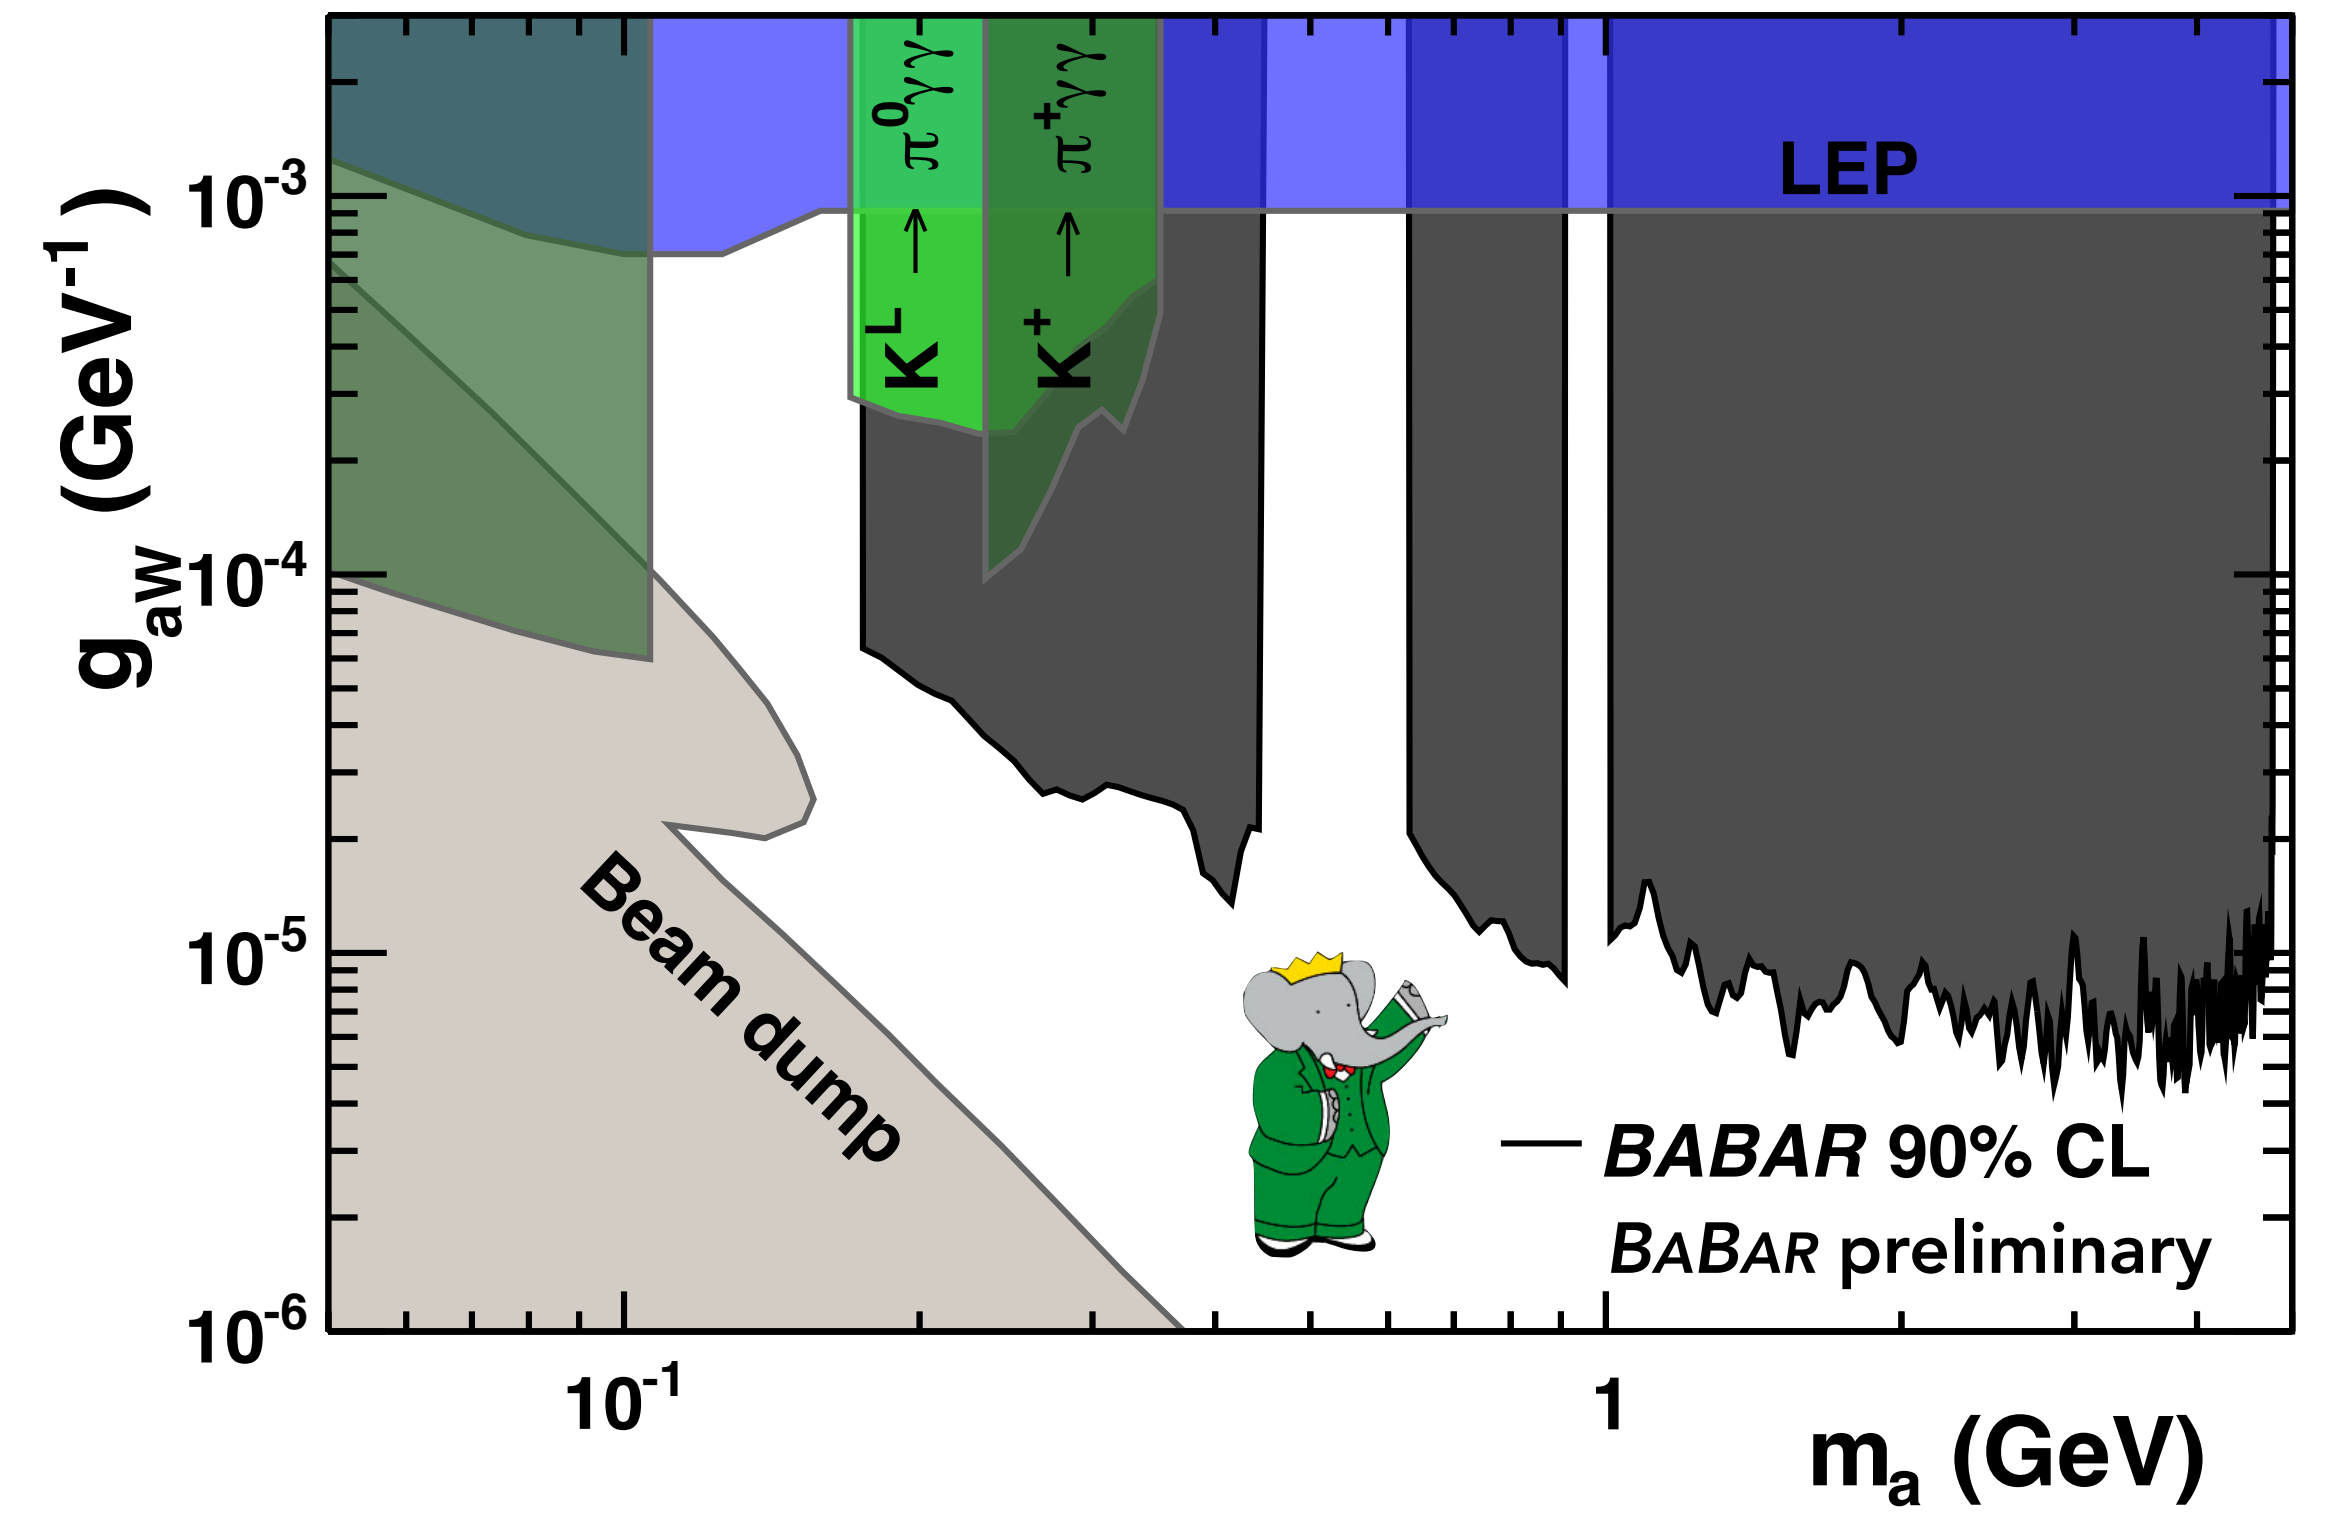 g_aW (GeV^-1)
10^-3
10^-4
10^-5
10^-6
K^L → π^0γγ
K^+ → π^+γγ
LEP
Beam dump
BABAR 90% CL
BABAR preliminary
10^-1
1
m_a (GeV)